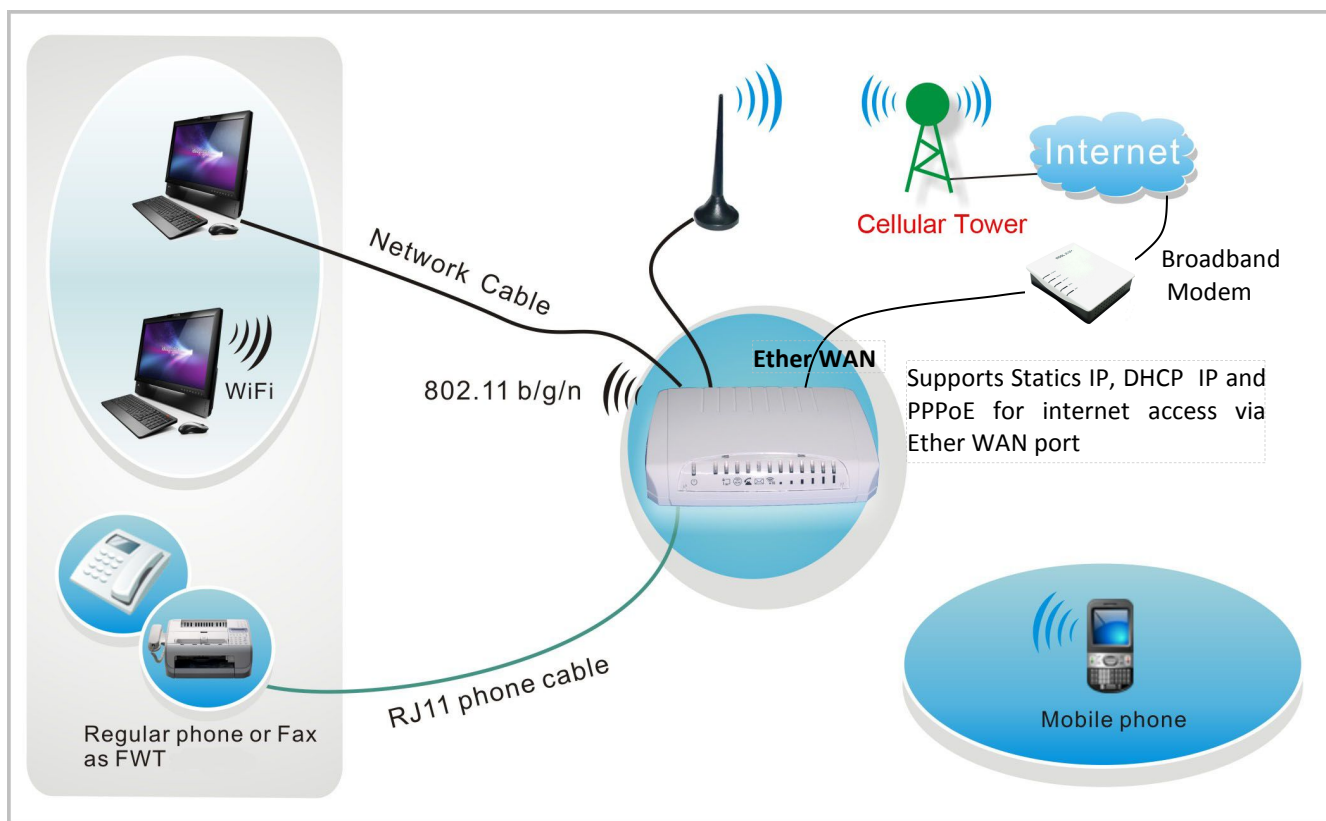 Internet
Cellular Tower
Broadband
Modem
Network Cable
Ether WAN
WiFi
802.11 b/g/n
Supports Statics IP, DHCP IP and
PPPoE for internet access via
Ether WAN port
RJ11 phone cable
Regular phone or Fax
as FWT
Mobile phone